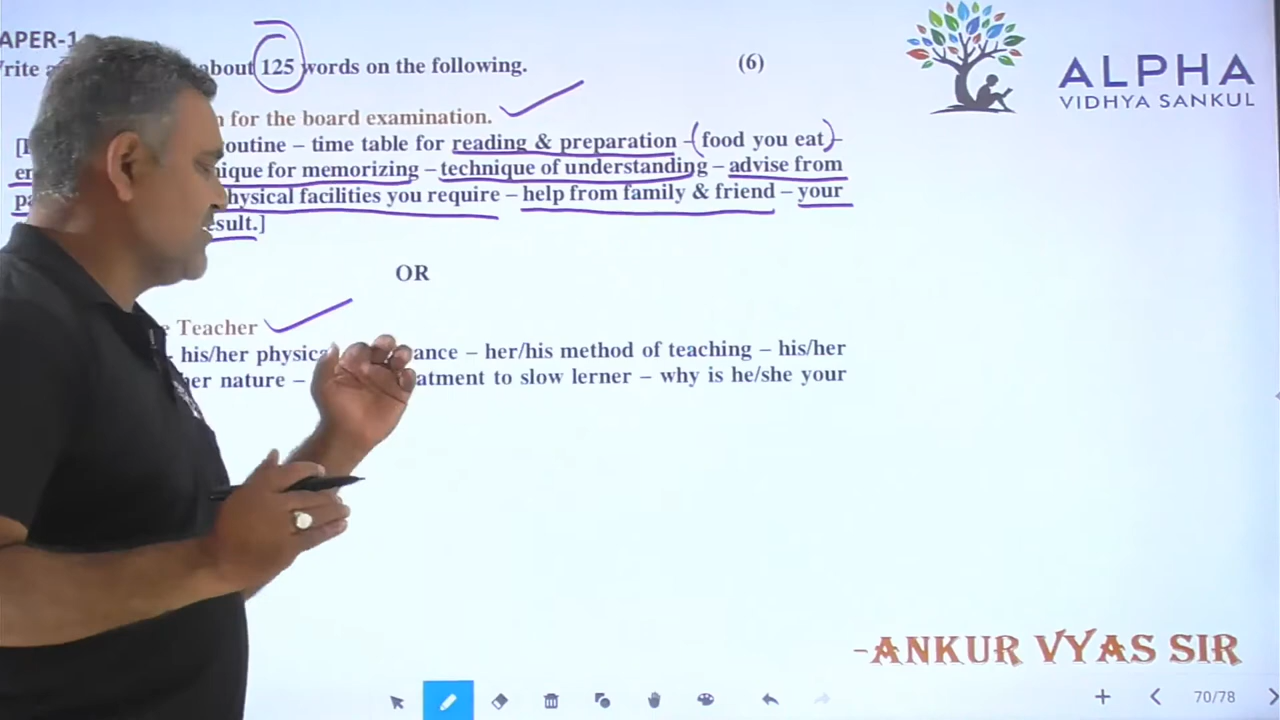 APER-1
rite about 125 words on the following. (6)
for the board examination.
outine – time table for reading & preparation – (food you eat) –
ique for memorizing – technique of understanding – advise from
hysical facilities you require – help from family & friend – your
esult.]
OR
Teacher
his/her physica ance – her/his method of teaching – his/her
er nature – atment to slow lerner – why is he/she your
ALPHA
VIDHYA SANKUL
-ANKUR VYAS SIR
70/78